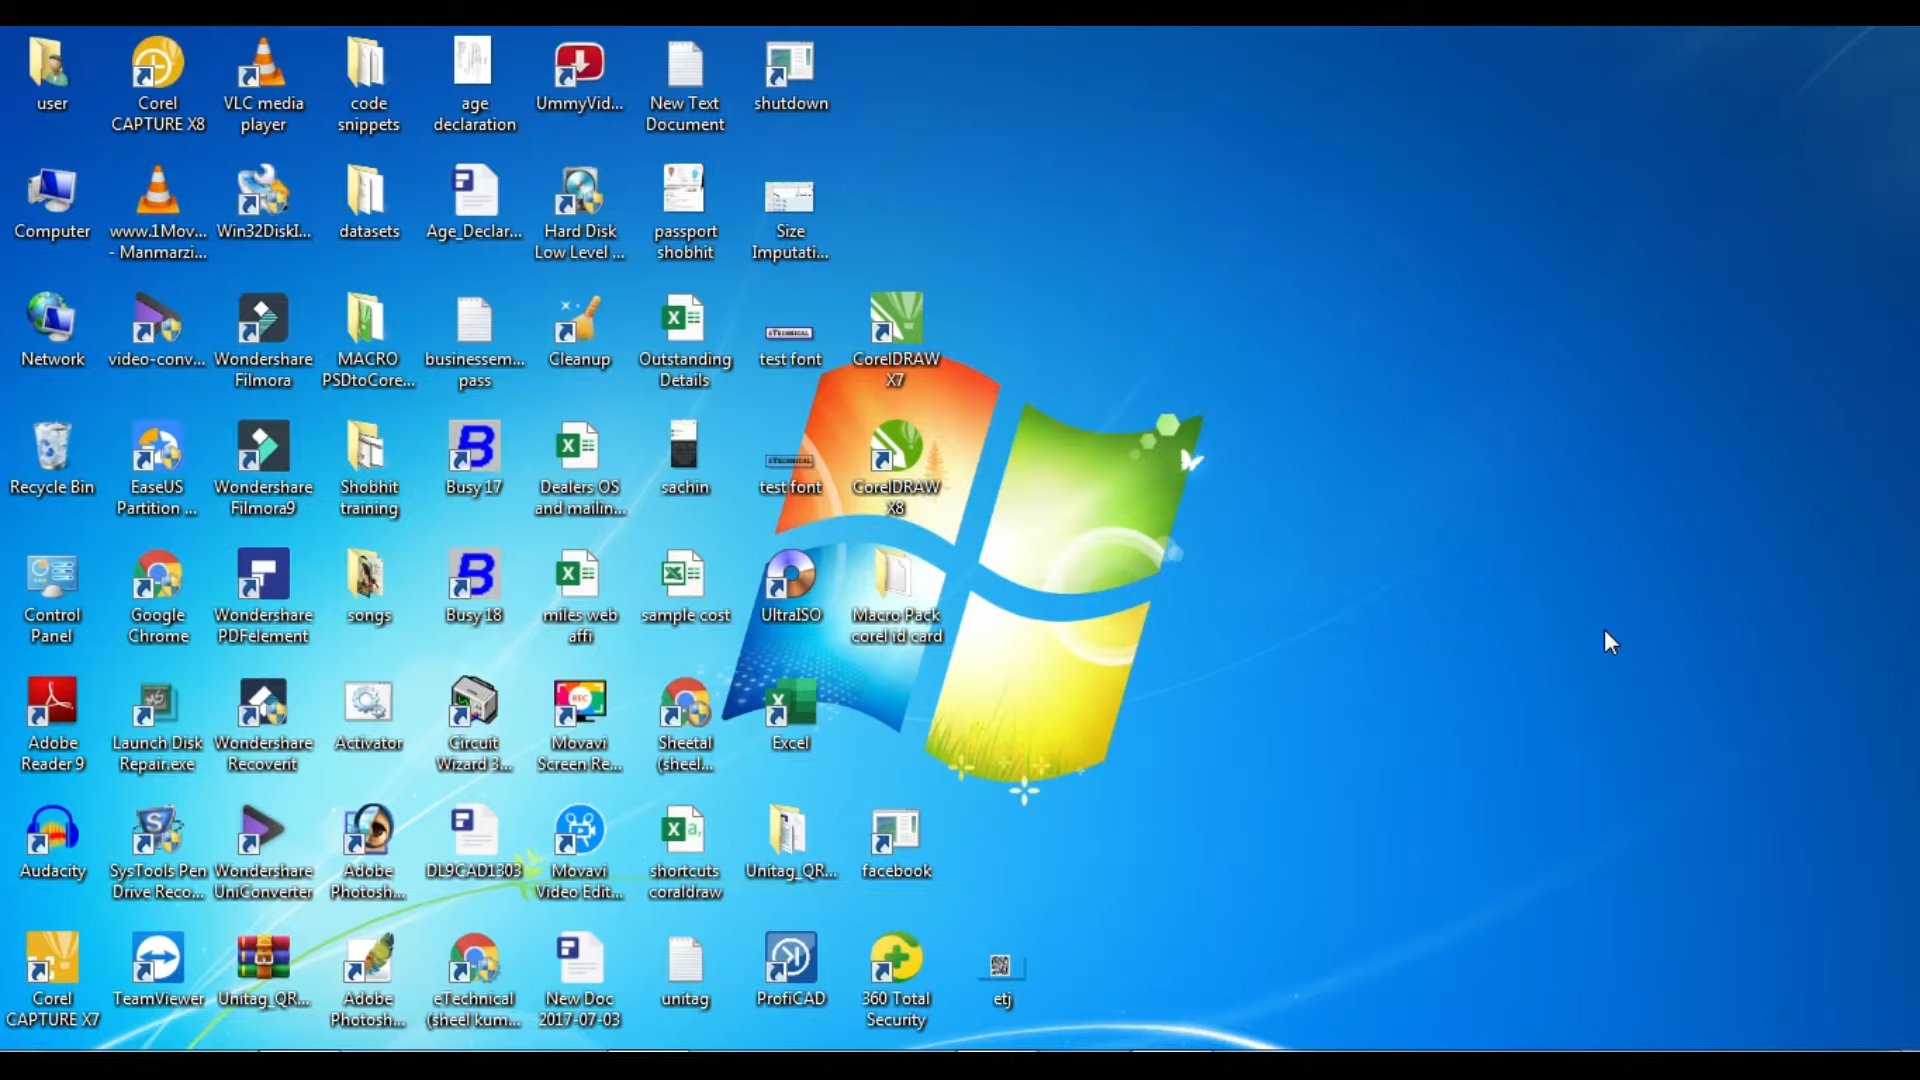 user
Corel
CAPTURE X8
VLC media
player
code
snippets
age
declaration
UmmyVid...
New Text
Document
shutdown
Computer
www.1Mov...
- Manmarzi...
Win32DiskI...
datasets
Age_Declar...
Hard Disk
Low Level ...
passport
shobhit
Size
Imputati...
Network
video-conv...
Wondershare
Filmora
MACRO
PSDtoCore...
businessem...
pass
Cleanup
Outstanding
Details
eTECHNICAL
test font
CorelDRAW
X7
Recycle Bin
EaseUS
Partition ...
Wondershare
Filmora9
Shobhit
training
Busy 17
Dealers OS
and mailin...
sachin
eTECHNICAL
test font
CorelDRAW
X8
Control
Panel
Google
Chrome
Wondershare
PDFelement
songs
Busy 18
miles web
affi
sample cost
UltraISO
Macro Pack
corel id card
Adobe
Reader 9
Launch Disk
Repair.exe
Wondershare
Recoverit
Activator
Circuit
Wizard 3...
REC
Movavi
Screen Re...
Sheetal
(sheel...
Excel
Audacity
SysTools Pen
Drive Reco...
Wondershare
UniConverter
Adobe
Photosh...
DL9CAD1303
Movavi
Video Edit...
shortcuts
coraldraw
Unitag_QR...
facebook
Corel
CAPTURE X7
TeamViewer
Unitag_QR...
Adobe
Photosh...
eTechnical
(sheel kum...
New Doc
2017-07-03
unitag
ProfiCAD
360 Total
Security
etj